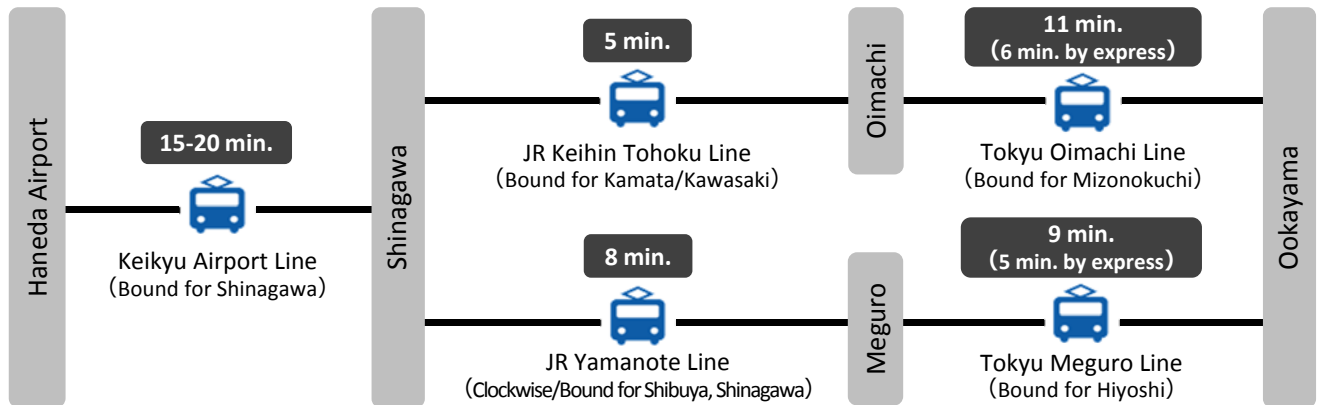 Haneda Airport
15-20 min.
Keikyu Airport Line
(Bound for Shinagawa)
Shinagawa
5 min.
JR Keihin Tohoku Line
(Bound for Kamata/Kawasaki)
Oimachi
11 min.
(6 min. by express)
Tokyu Oimachi Line
(Bound for Mizonokuchi)
8 min.
JR Yamanote Line
(Clockwise/Bound for Shibuya, Shinagawa)
Meguro
9 min.
(5 min. by express)
Tokyu Meguro Line
(Bound for Hiyoshi)
Ookayama